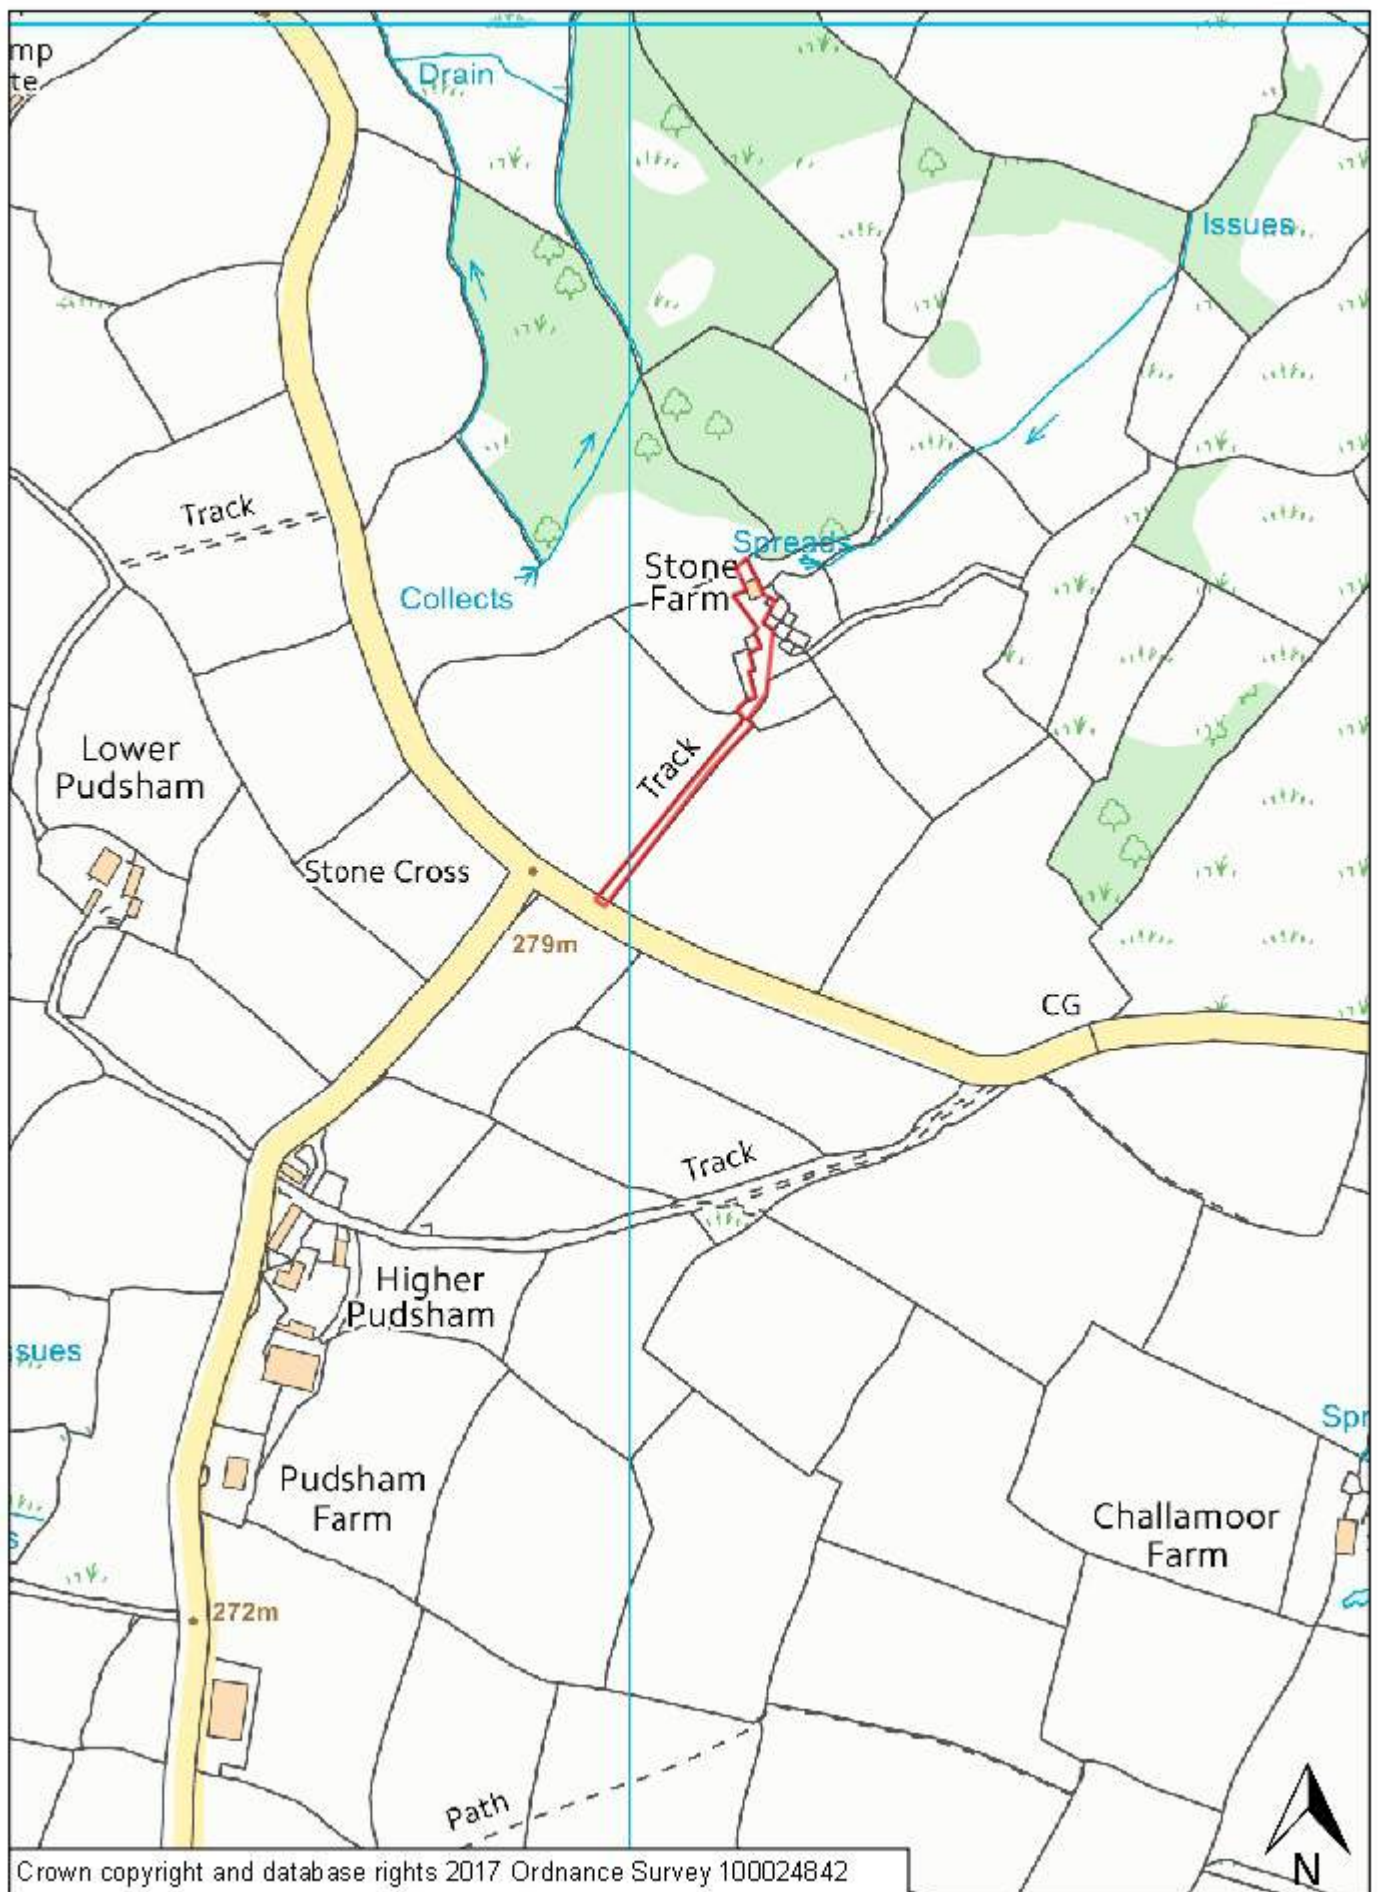 mp
te
Drain
Issues
Track
Spreads
Stone
Farm
Collects
Lower
Pudsham
Track
Stone Cross
279m
CG
Track
Higher
Pudsham
ssues
Spr
Pudsham
Farm
Challamoor
Farm
s
272m
Path
N
Crown copyright and database rights 2017 Ordnance Survey 100024842